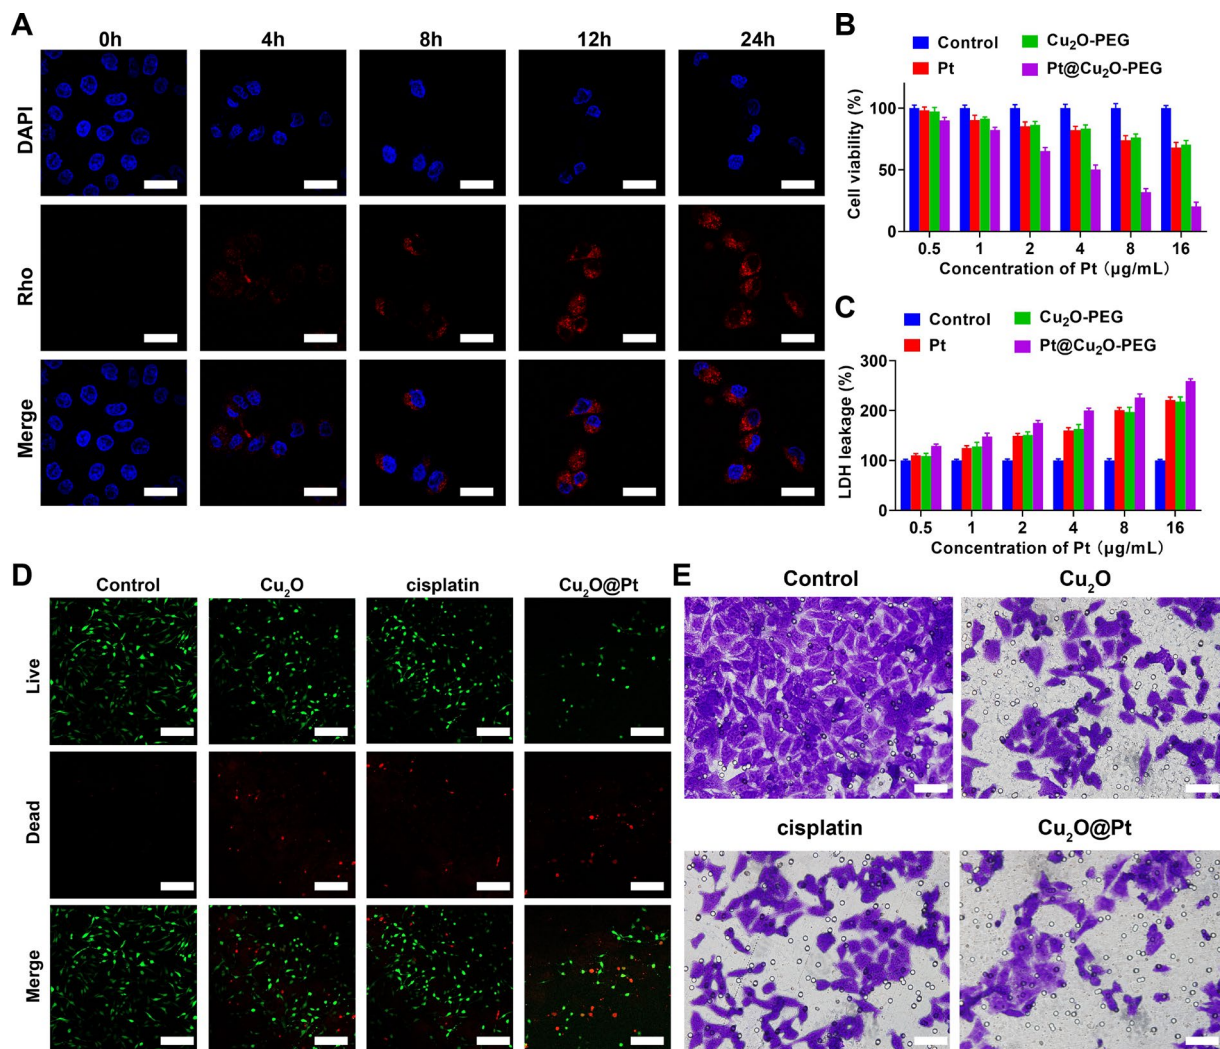 A
0h 4h 8h 12h 24h
DAPI
Rho
Merge
B
Control Cu₂O-PEG
Pt Pt@Cu₂O-PEG
Cell viability (%)
100
50
0
0.5 1 2 4 8 16
Concentration of Pt (μg/mL)
C
Control Cu₂O-PEG
Pt Pt@Cu₂O-PEG
LDH leakage (%)
300
200
100
0
0.5 1 2 4 8 16
Concentration of Pt (μg/mL)
D
Control Cu₂O cisplatin Cu₂O@Pt
Live
Dead
Merge
E
Control Cu₂O
cisplatin Cu₂O@Pt